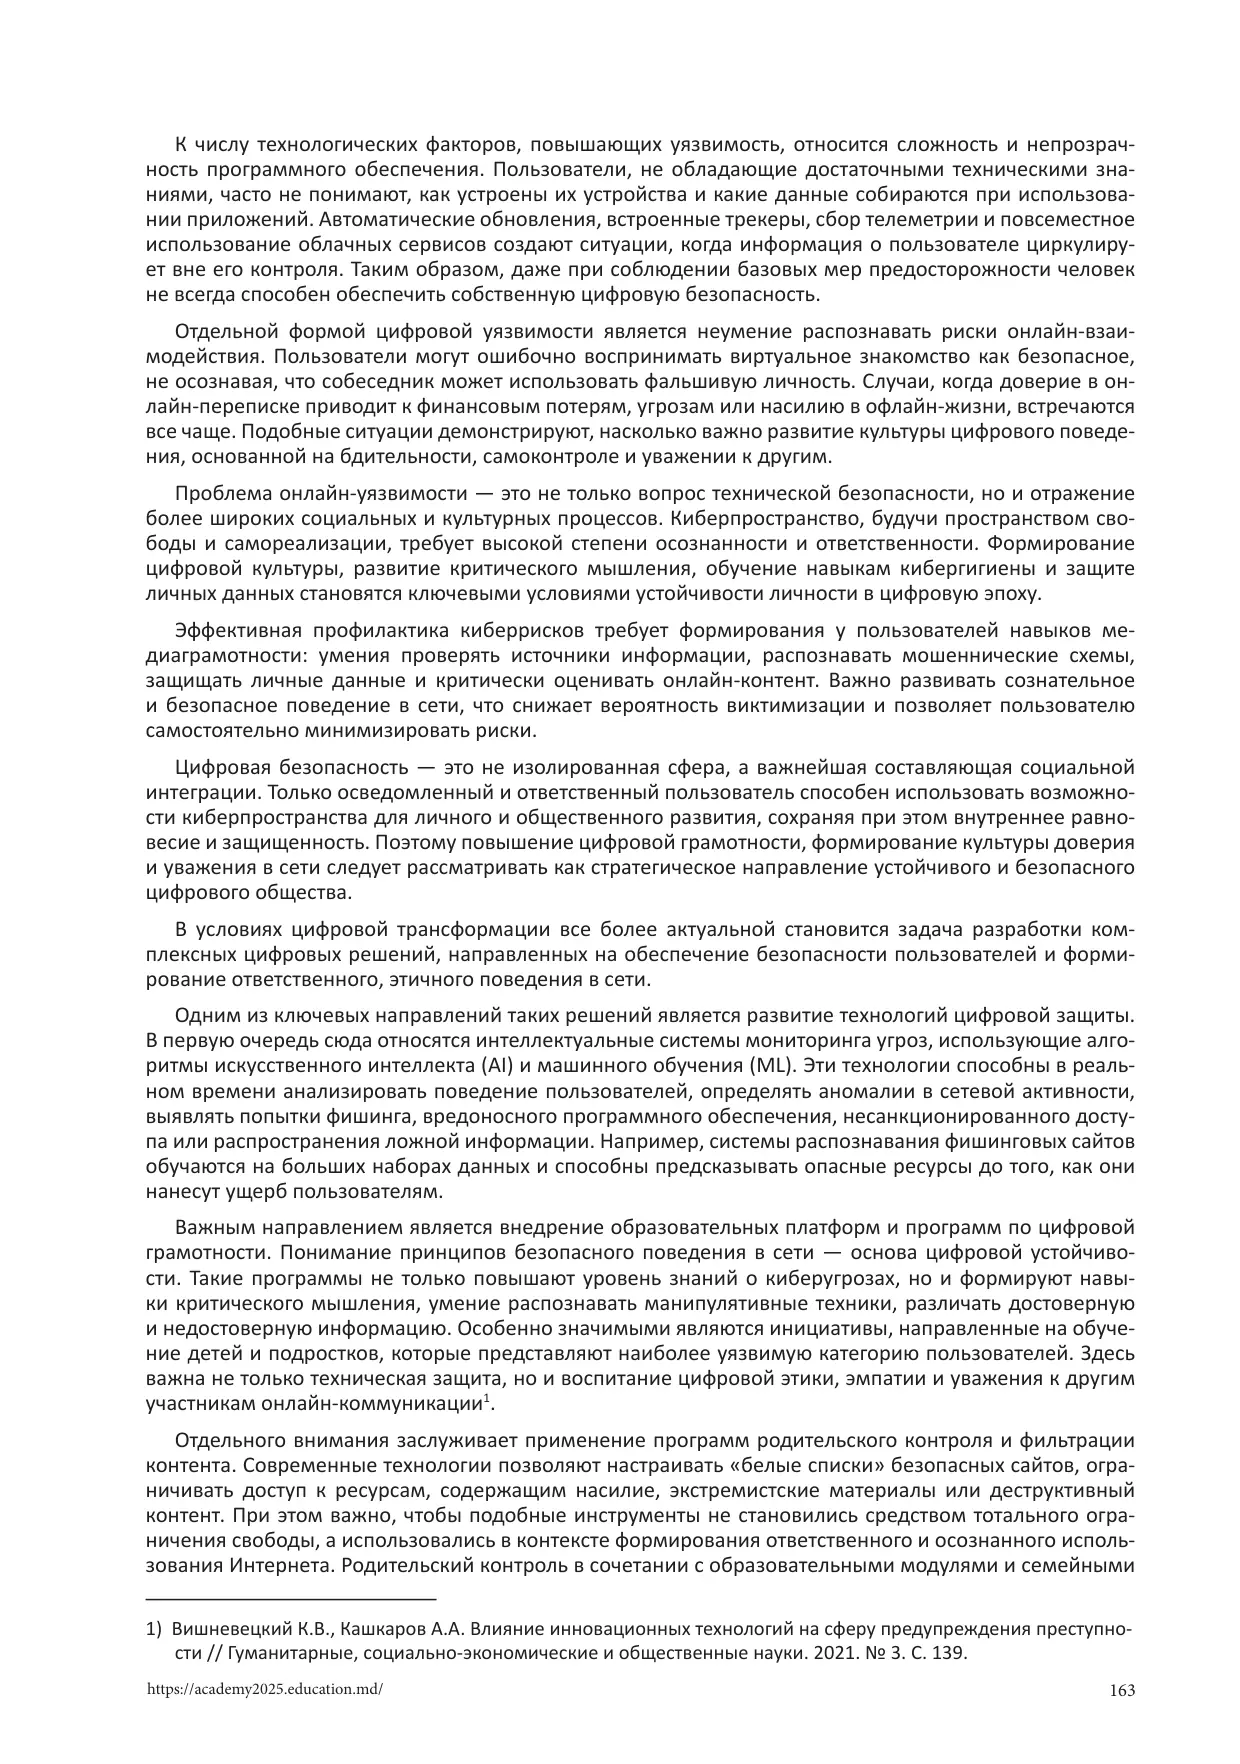 К числу технологических факторов, повышающих уязвимость, относится сложность и непрозрач-
ность программного обеспечения. Пользователи, не обладающие достаточными техническими зна-
ниями, часто не понимают, как устроены их устройства и какие данные собираются при использова-
нии приложений. Автоматические обновления, встроенные трекеры, сбор телеметрии и повсеместное
использование облачных сервисов создают ситуации, когда информация о пользователе циркулиру-
ет вне его контроля. Таким образом, даже при соблюдении базовых мер предосторожности человек
не всегда способен обеспечить собственную цифровую безопасность.
Отдельной формой цифровой уязвимости является неумение распознавать риски онлайн-взаи-
модействия. Пользователи могут ошибочно воспринимать виртуальное знакомство как безопасное,
не осознавая, что собеседник может использовать фальшивую личность. Случаи, когда доверие в он-
лайн-переписке приводит к финансовым потерям, угрозам или насилию в офлайн-жизни, встречаются
все чаще. Подобные ситуации демонстрируют, насколько важно развитие культуры цифрового поведе-
ния, основанной на бдительности, самоконтроле и уважении к другим.
Проблема онлайн-уязвимости — это не только вопрос технической безопасности, но и отражение
более широких социальных и культурных процессов. Киберпространство, будучи пространством сво-
боды и самореализации, требует высокой степени осознанности и ответственности. Формирование
цифровой культуры, развитие критического мышления, обучение навыкам кибергигиены и защите
личных данных становятся ключевыми условиями устойчивости личности в цифровую эпоху.
Эффективная профилактика киберрисков требует формирования у пользователей навыков ме-
диаграмотности: умения проверять источники информации, распознавать мошеннические схемы,
защищать личные данные и критически оценивать онлайн-контент. Важно развивать сознательное
и безопасное поведение в сети, что снижает вероятность виктимизации и позволяет пользователю
самостоятельно минимизировать риски.
Цифровая безопасность — это не изолированная сфера, а важнейшая составляющая социальной
интеграции. Только осведомленный и ответственный пользователь способен использовать возможно-
сти киберпространства для личного и общественного развития, сохраняя при этом внутреннее равно-
весие и защищенность. Поэтому повышение цифровой грамотности, формирование культуры доверия
и уважения в сети следует рассматривать как стратегическое направление устойчивого и безопасного
цифрового общества.
В условиях цифровой трансформации все более актуальной становится задача разработки ком-
плексных цифровых решений, направленных на обеспечение безопасности пользователей и форми-
рование ответственного, этичного поведения в сети.
Одним из ключевых направлений таких решений является развитие технологий цифровой защиты.
В первую очередь сюда относятся интеллектуальные системы мониторинга угроз, использующие алго-
ритмы искусственного интеллекта (AI) и машинного обучения (ML). Эти технологии способны в реаль-
ном времени анализировать поведение пользователей, определять аномалии в сетевой активности,
выявлять попытки фишинга, вредоносного программного обеспечения, несанкционированного досту-
па или распространения ложной информации. Например, системы распознавания фишинговых сайтов
обучаются на больших наборах данных и способны предсказывать опасные ресурсы до того, как они
нанесут ущерб пользователям.
Важным направлением является внедрение образовательных платформ и программ по цифровой
грамотности. Понимание принципов безопасного поведения в сети — основа цифровой устойчиво-
сти. Такие программы не только повышают уровень знаний о киберугрозах, но и формируют навы-
ки критического мышления, умение распознавать манипулятивные техники, различать достоверную
и недостоверную информацию. Особенно значимыми являются инициативы, направленные на обуче-
ние детей и подростков, которые представляют наиболее уязвимую категорию пользователей. Здесь
важна не только техническая защита, но и воспитание цифровой этики, эмпатии и уважения к другим
участникам онлайн-коммуникации¹.
Отдельного внимания заслуживает применение программ родительского контроля и фильтрации
контента. Современные технологии позволяют настраивать «белые списки» безопасных сайтов, огра-
ничивать доступ к ресурсам, содержащим насилие, экстремистские материалы или деструктивный
контент. При этом важно, чтобы подобные инструменты не становились средством тотального огра-
ничения свободы, а использовались в контексте формирования ответственного и осознанного исполь-
зования Интернета. Родительский контроль в сочетании с образовательными модулями и семейными
1) Вишневецкий К.В., Кашкаров А.А. Влияние инновационных технологий на сферу предупреждения преступно-
сти // Гуманитарные, социально-экономические и общественные науки. 2021. № 3. С. 139.
https://academy2025.education.md/
163